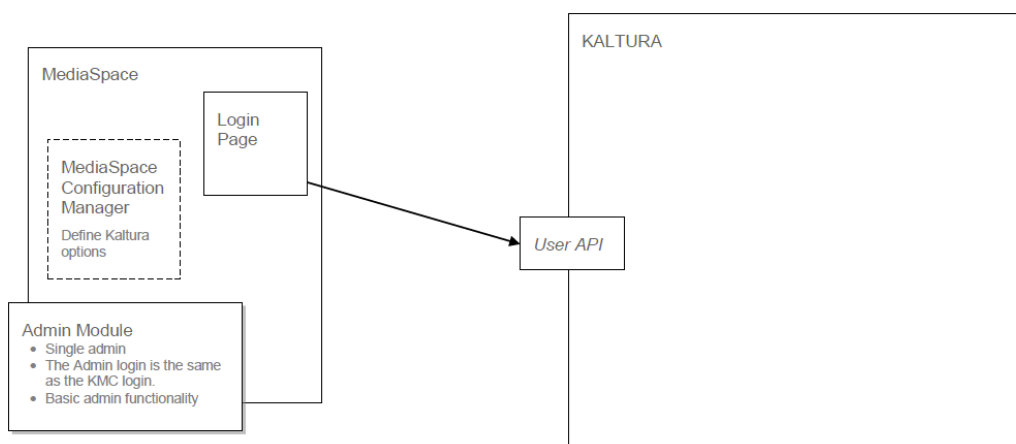 KALTURA
MediaSpace
Login
Page
MediaSpace
Configuration
Manager
Define Kaltura
options
User API
Admin Module
• Single admin
• The Admin login is the same
as the KMC login.
• Basic admin functionality